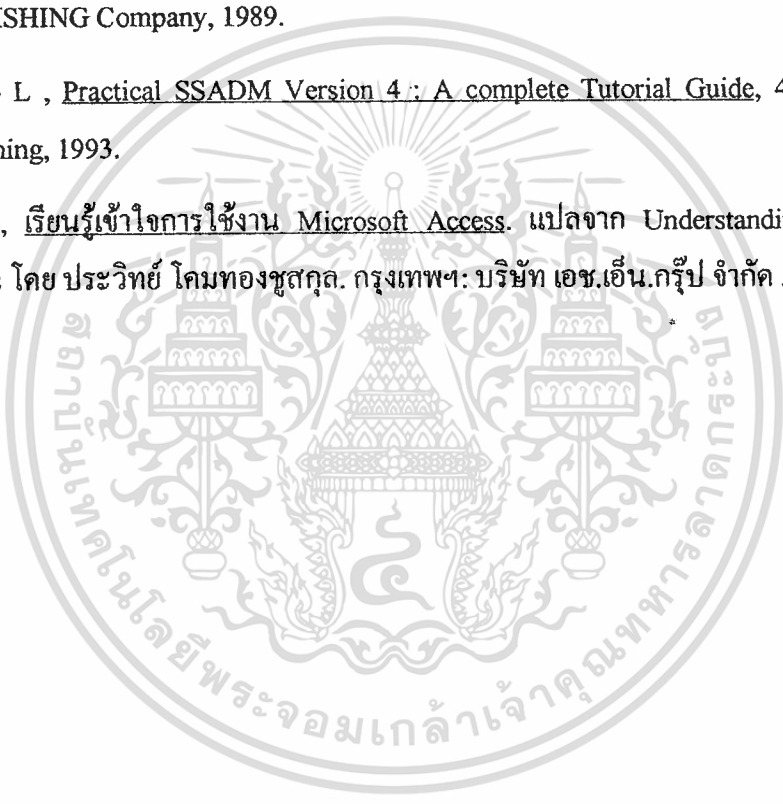 ISHING Company, 1989.
L , Practical SSADM Version 4 : A complete Tutorial Guide, 4
ing, 1993.
, เรียนรู้เข้าใจการใช้งาน Microsoft Access. แปลจาก Understandi
: โดย ประวิทย์ โคมทองชูสกุล. กรุงเทพฯ: บริษัท เอช.เอ็น.กรุ๊ป จำกัด .
สถาบันเทคโนโลยีพระจอมเกล้าเจ้าคุณทหารลาดกระบัง